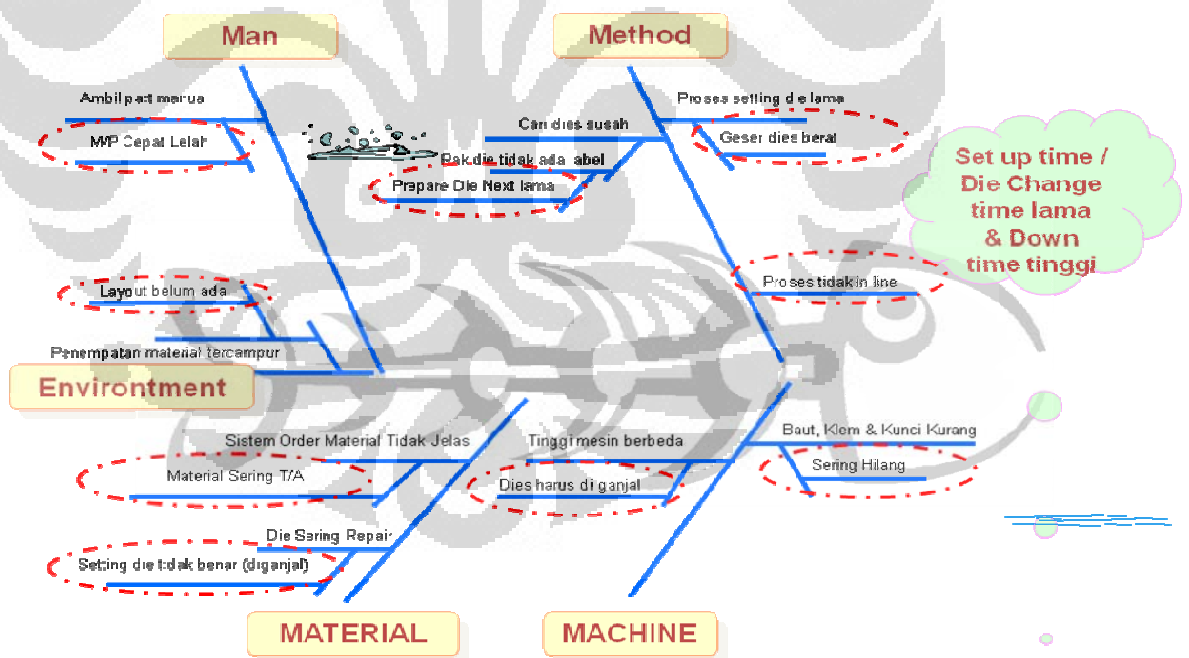 Man
Method
Ambil part manual
M/P Cepat Lelah
Cari dies susah
Rak die tidak ada label
Prepare Die Next lama
Proses setting die lama
Geser dies berat
Set up time /
Die Change
time lama
& Down
time tinggi
Proses tidak in line
Layout belum ada
Penempatan material tercampur
Environtment
Sistem Order Material Tidak Jelas
Material Sering T/A
Die Sering Repair
Setting die tidak benar (diganjal)
Tinggi mesin berbeda
Dies harus di ganjal
Baut, Klem & Kunci Kurang
Sering Hilang
MATERIAL
MACHINE